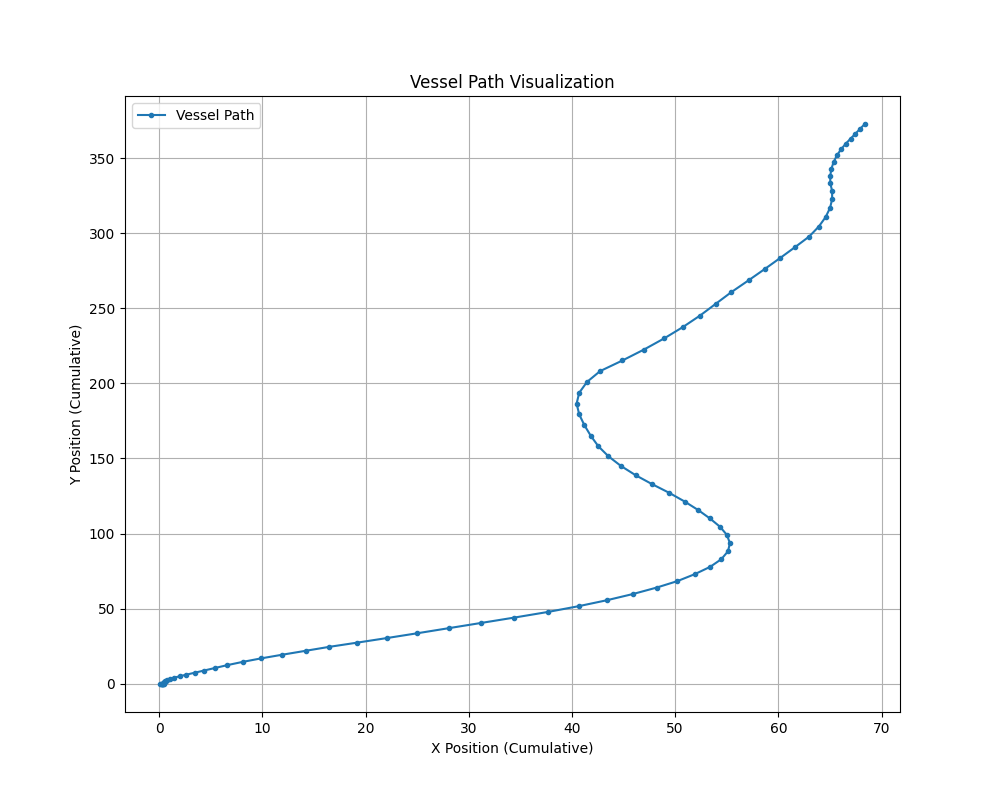 Vessel Path Visualization
Vessel Path
350
300
250
200
150
100
50
0
Y Position (Cumulative)
0 10 20 30 40 50 60 70
X Position (Cumulative)